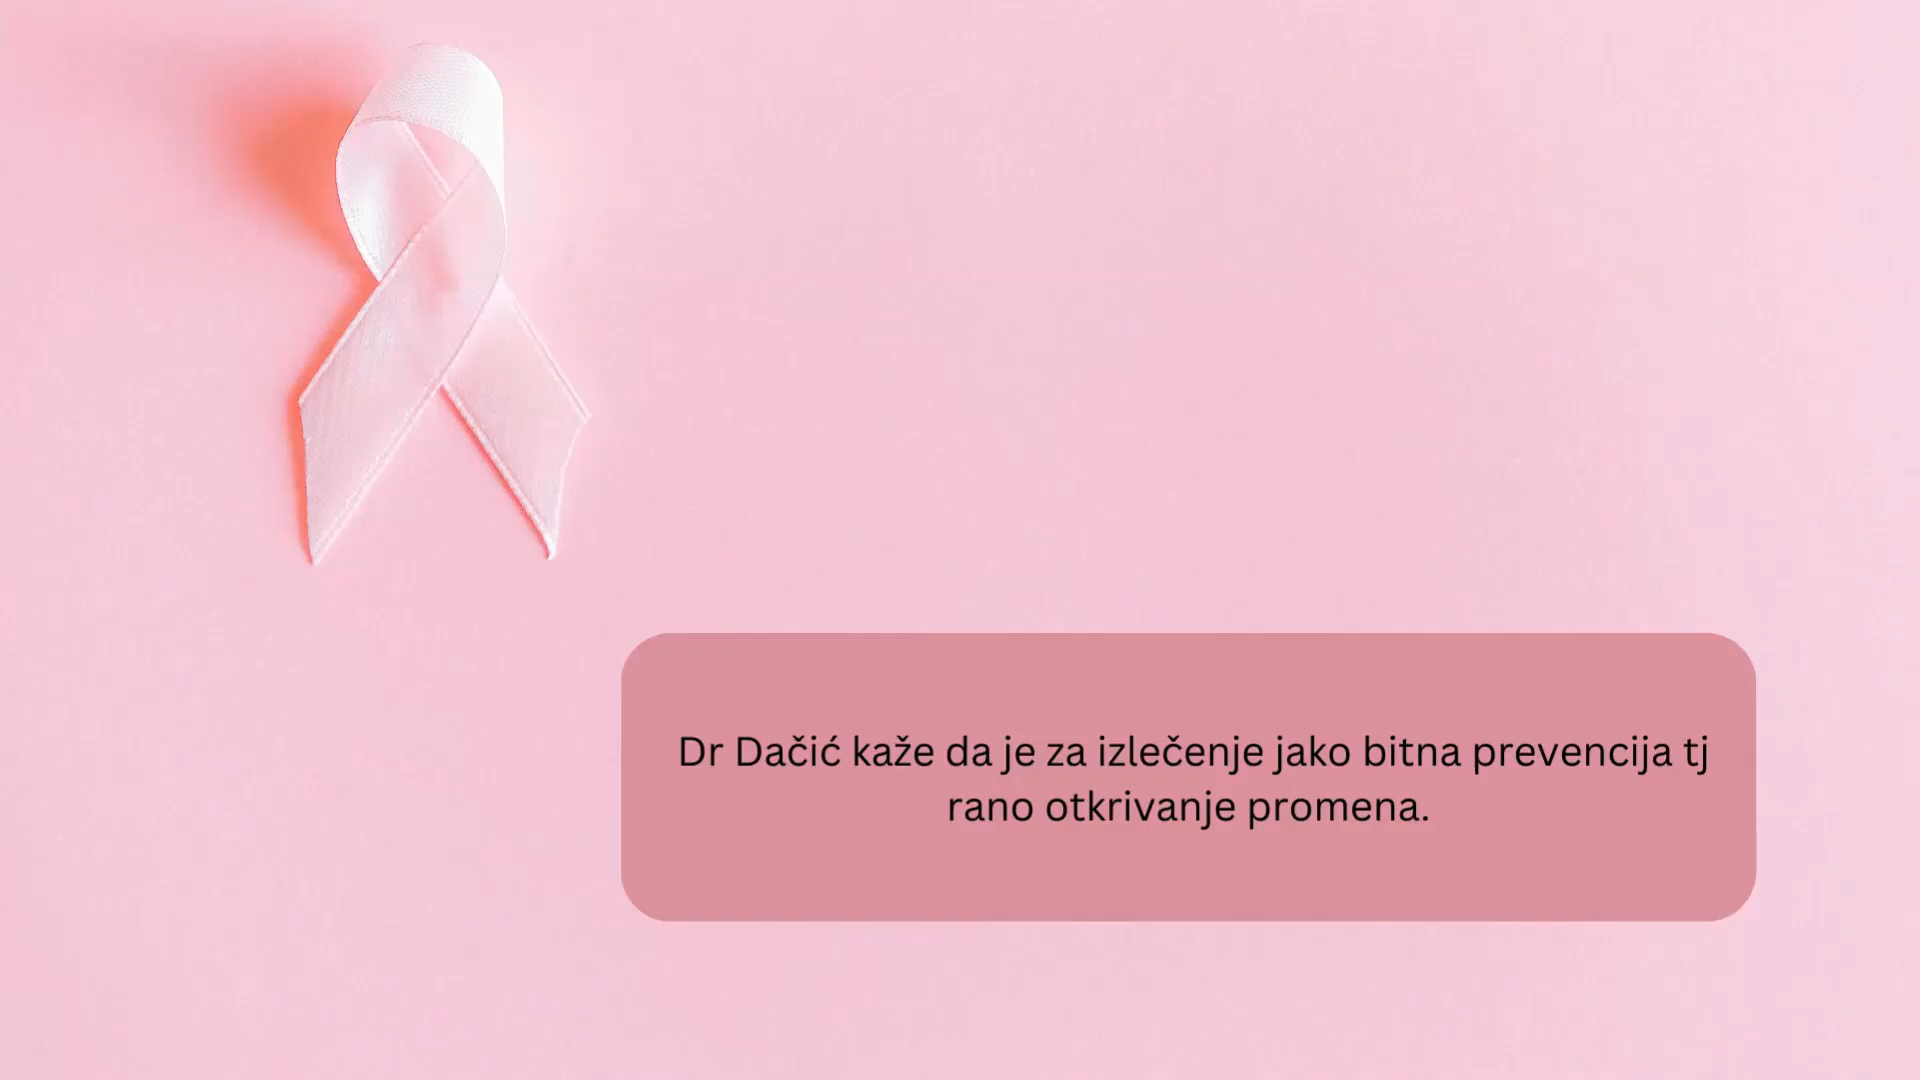 Dr Dačić kaže da je za izlečenje jako bitna prevencija tj
rano otkrivanje promena.